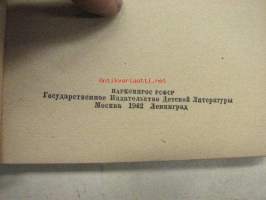 НАРКОМПРОС РСФСР
Государственное Издательство Детской Литературы
Москва 1942 Ленинград
antikvariaatti.net